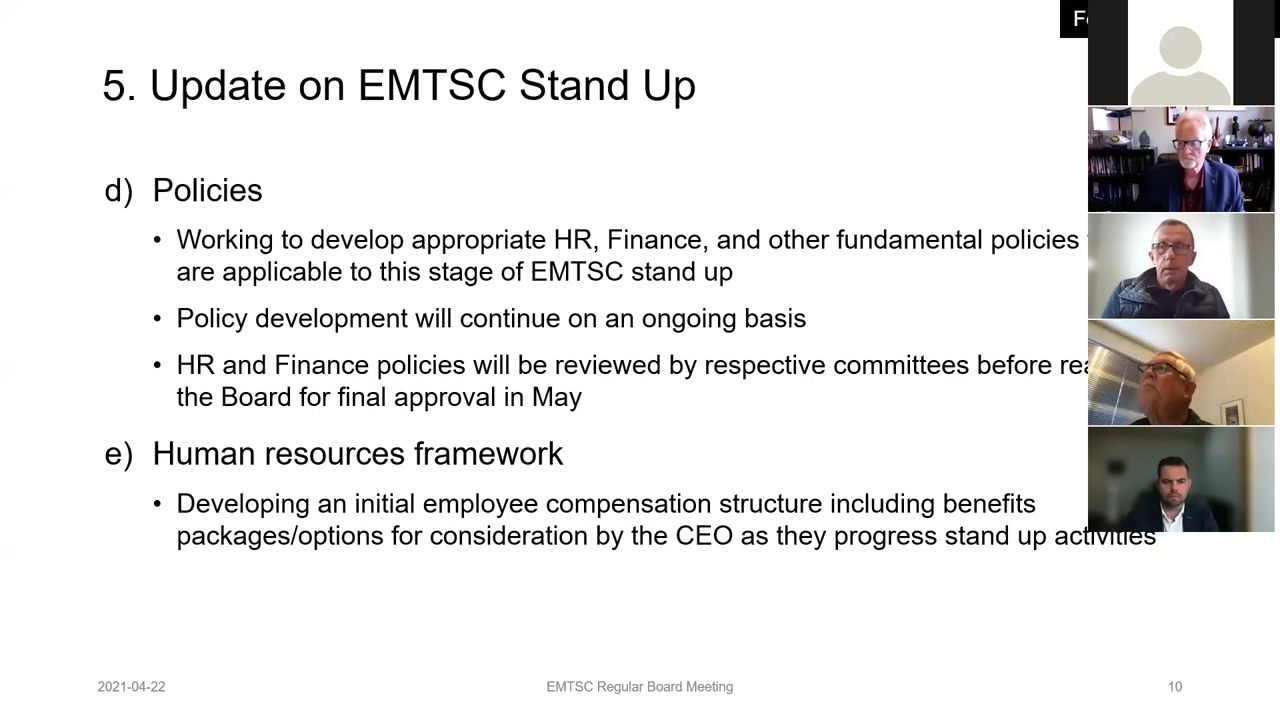 5. Update on EMTSC Stand Up
d) Policies
• Working to develop appropriate HR, Finance, and other fundamental policies
are applicable to this stage of EMTSC stand up
• Policy development will continue on an ongoing basis
• HR and Finance policies will be reviewed by respective committees before
the Board for final approval in May
e) Human resources framework
• Developing an initial employee compensation structure including benefits
packages/options for consideration by the CEO as they progress stand up activities
2021-04-22
EMTSC Regular Board Meeting
10